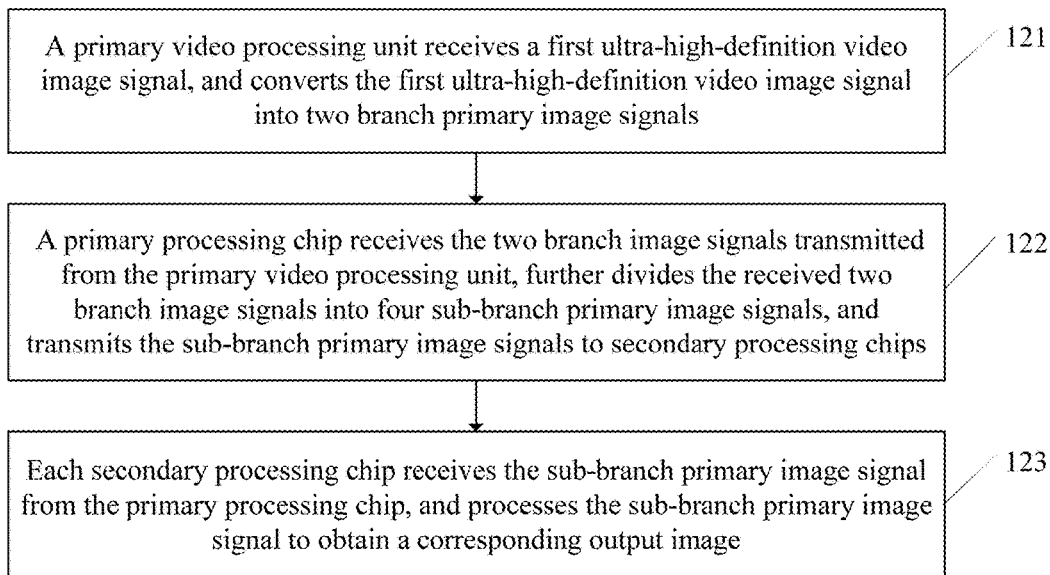 A primary video processing unit receives a first ultra-high-definition video
image signal, and converts the first ultra-high-definition video image signal
into two branch primary image signals
121
A primary processing chip receives the two branch image signals transmitted
from the primary video processing unit, further divides the received two
branch image signals into four sub-branch primary image signals, and
transmits the sub-branch primary image signals to secondary processing chips
122
Each secondary processing chip receives the sub-branch primary image signal
from the primary processing chip, and processes the sub-branch primary image
signal to obtain a corresponding output image
123